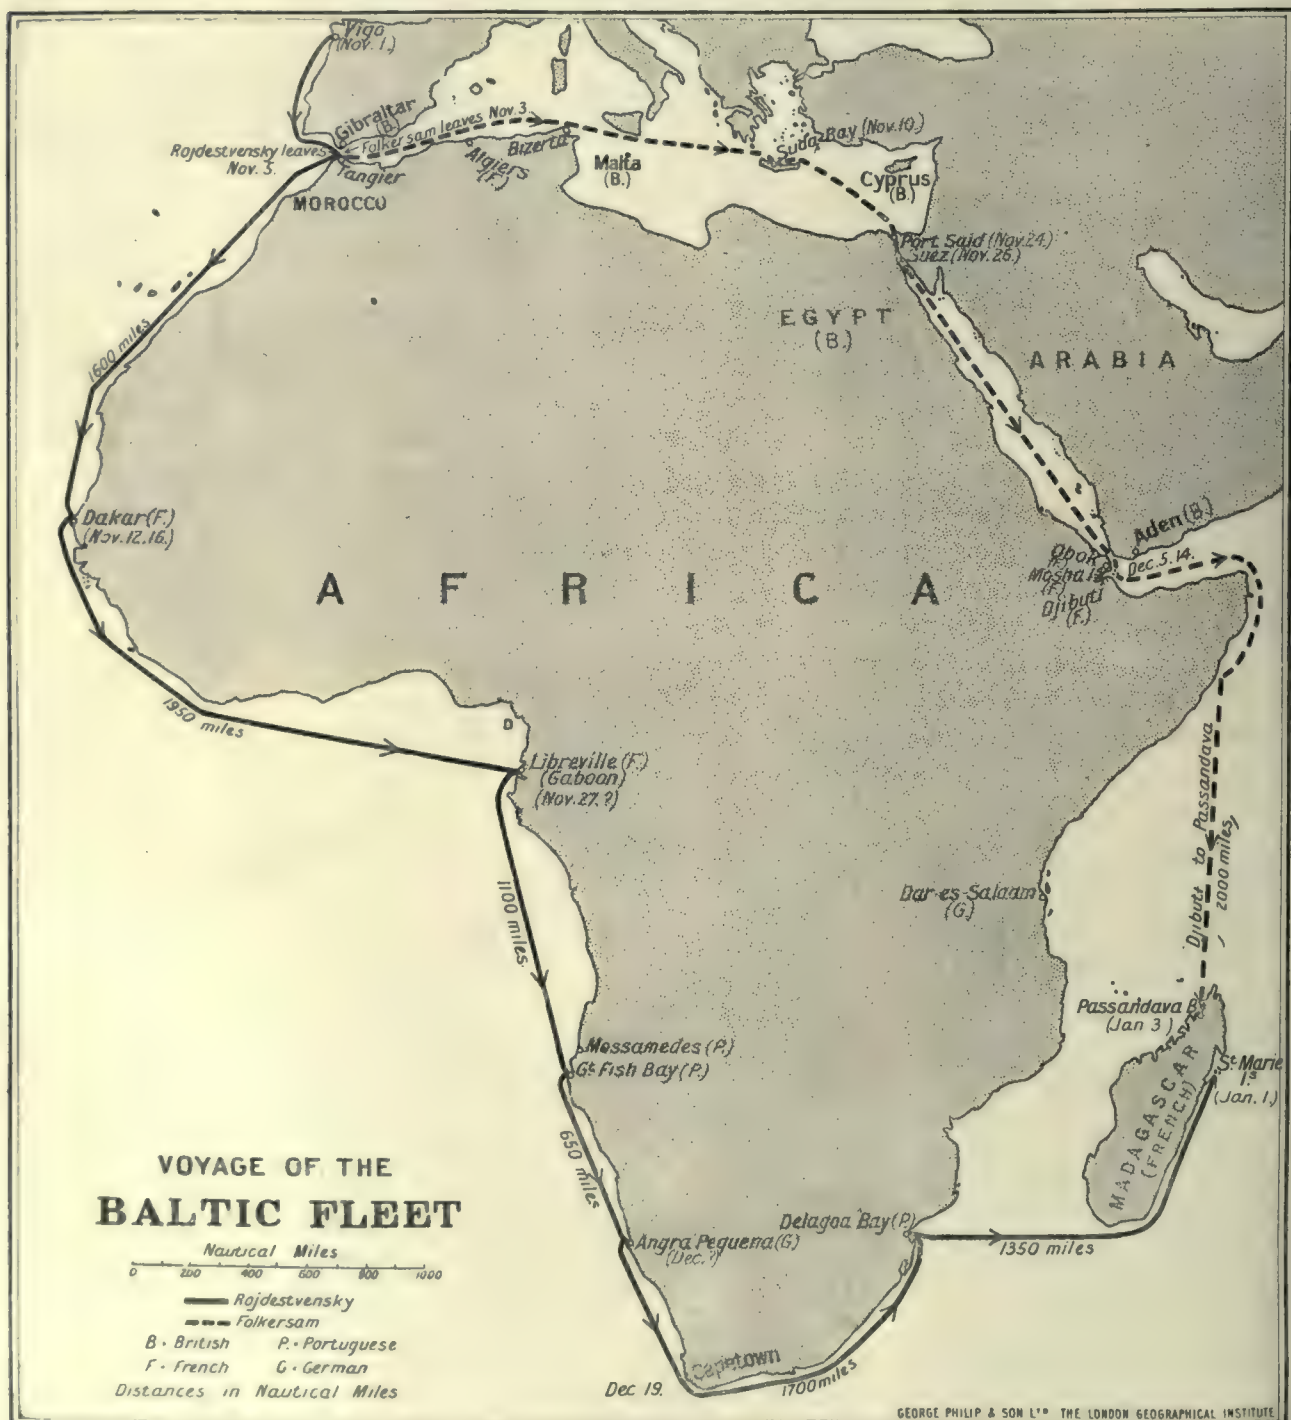 Vigo
(Nov. 1.)
Gibraltar
(B.)
Folkersam leaves Nov. 3.
Rojdestvensky leaves
Nov. 5.
Tangier
MOROCCO
Algiers
(F.)
Bizerta
Malta
(B.)
Suda Bay (Nov. 10.)
Cyprus
(B.)
Port Said (Nov. 24.)
Suez (Nov. 26.)
EGYPT
(B.)
ARABIA
1600 miles
Dakar (F.)
(Nov. 12. 16.)
AFRICA
Aden (B.)
Obok
Dec. 5. 14.
Djibuti
(F.)
1950 miles
Libreville (F.)
(Gaboon)
(Nov. 27. ?)
1100 miles.
Dar-es-Salaam
(G.)
Djibuti to Passandava
2000 miles
Passandava B.
(Jan 3)
Mossamedes (P.)
Gt. Fish Bay (P.)
MADAGASCAR
(FRENCH)
St. Marie
I.s
(Jan. 1.)
650 miles
Delagoa Bay (P.)
1350 miles
Angra Pequena (G)
(Dec. ?)
Capetown
Dec 19.
1700 miles
VOYAGE OF THE
BALTIC FLEET
Nautical Miles
0 200 400 600 800 1000
Rojdestvensky
Folkersam
B · British P. · Portuguese
F · French G · German
Distances in Nautical Miles
GEORGE PHILIP & SON LTD THE LONDON GEOGRAPHICAL INSTITUTE